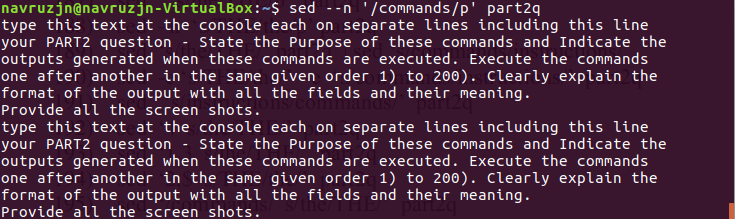 navruzjn@navruzjn-VirtualBox:~$ sed --n '/commands/p' part2q
type this text at the console each on separate lines including this line
your PART2 question - State the Purpose of these commands and Indicate the
outputs generated when these commands are executed. Execute the commands
one after another in the same given order 1) to 200). Clearly explain the
format of the output with all the fields and their meaning.
Provide all the screen shots.
type this text at the console each on separate lines including this line
your PART2 question - State the Purpose of these commands and Indicate the
outputs generated when these commands are executed. Execute the commands
one after another in the same given order 1) to 200). Clearly explain the
format of the output with all the fields and their meaning.
Provide all the screen shots.